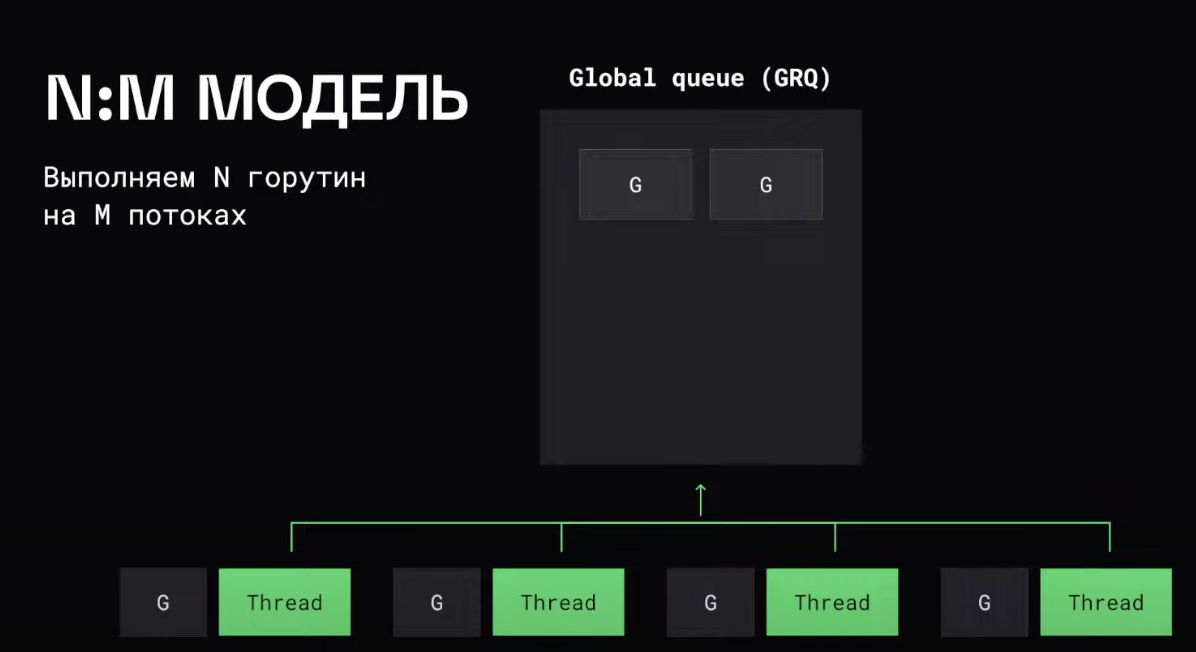 N:M МОДЕЛЬ
Выполняем N горутин
на M потоках
Global queue (GRQ)
G G
G Thread G Thread G Thread G Thread